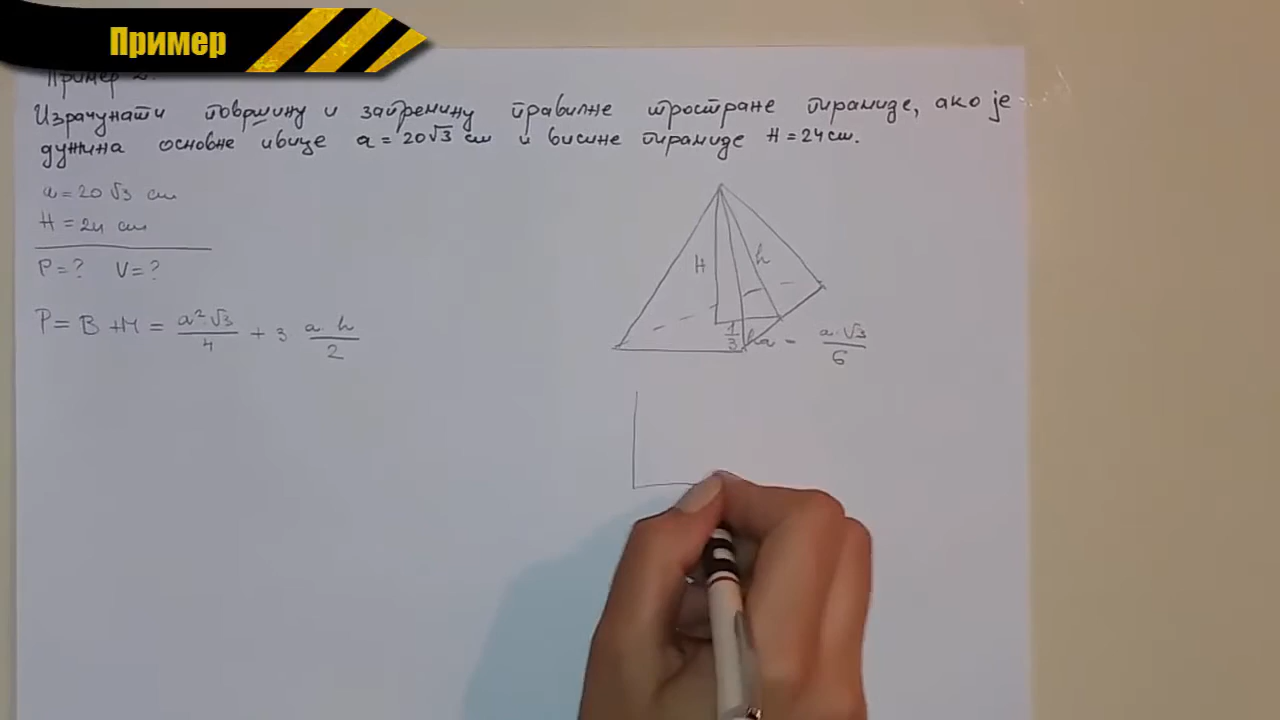 Пример
Пример 2.
Израчунати површину и запремину правилне тростране пирамиде, ако је
дужина основне ивице a = 20√3 cm и висине пирамиде H = 24 cm.
a = 20√3 cm
H = 24 cm
P = ? V = ?
P = B + M = a²·√3/4 + 3 a·h/2
H
h
1/3 ha = a·√3/6